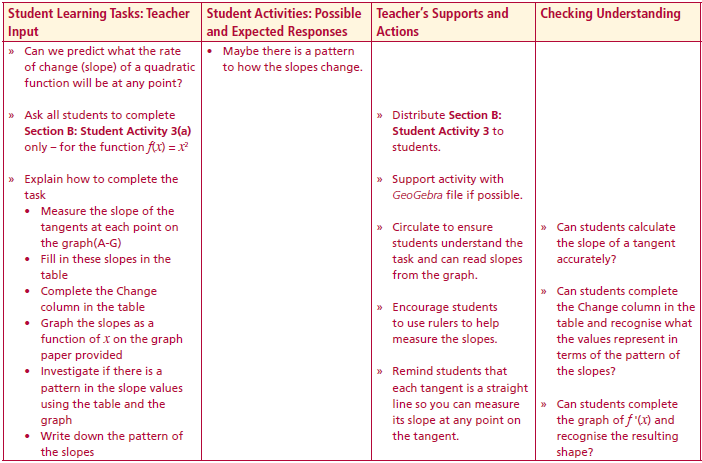 Student Learning Tasks: Teacher
Input
» Can we predict what the rate
of change (slope) of a quadratic
function will be at any point?
» Ask all students to complete
Section B: Student Activity 3(a)
only – for the function f(x) = x²
» Explain how to complete the
task
• Measure the slope of the
tangents at each point on
the graph(A-G)
• Fill in these slopes in the
table
• Complete the Change
column in the table
• Graph the slopes as a
function of x on the graph
paper provided
• Investigate if there is a
pattern in the slope values
using the table and the
graph
• Write down the pattern of
the slopes
Student Activities: Possible
and Expected Responses
• Maybe there is a pattern
to how the slopes change.
Teacher’s Supports and
Actions
» Distribute Section B:
Student Activity 3 to
students.
» Support activity with
GeoGebra file if possible.
» Circulate to ensure
students understand the
task and can read slopes
from the graph.
» Encourage students
to use rulers to help
measure the slopes.
» Remind students that
each tangent is a straight
line so you can measure
its slope at any point on
the tangent.
Checking Understanding
» Can students calculate
the slope of a tangent
accurately?
» Can students complete
the Change column in the
table and recognise what
the values represent in
terms of the pattern of
the slopes?
» Can students complete
the graph of f '(x) and
recognise the resulting
shape?